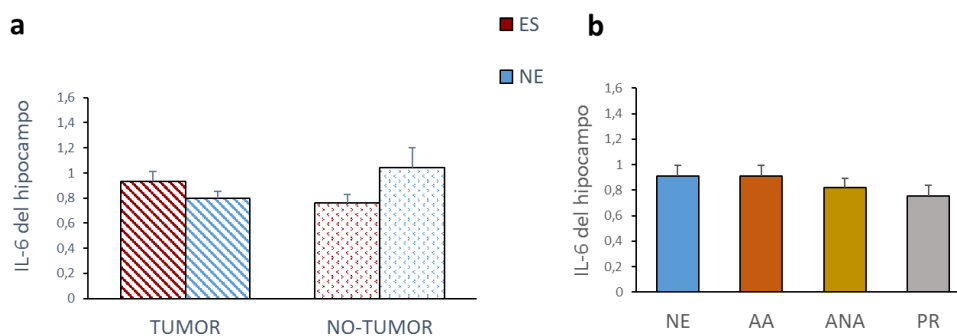 a
ES
NE
IL-6 del hipocampo
1,6
1,4
1,2
1
0,8
0,6
0,4
0,2
0
TUMOR NO-TUMOR
b
IL-6 del hipocampo
1,6
1,4
1,2
1
0,8
0,6
0,4
0,2
0
NE AA ANA PR